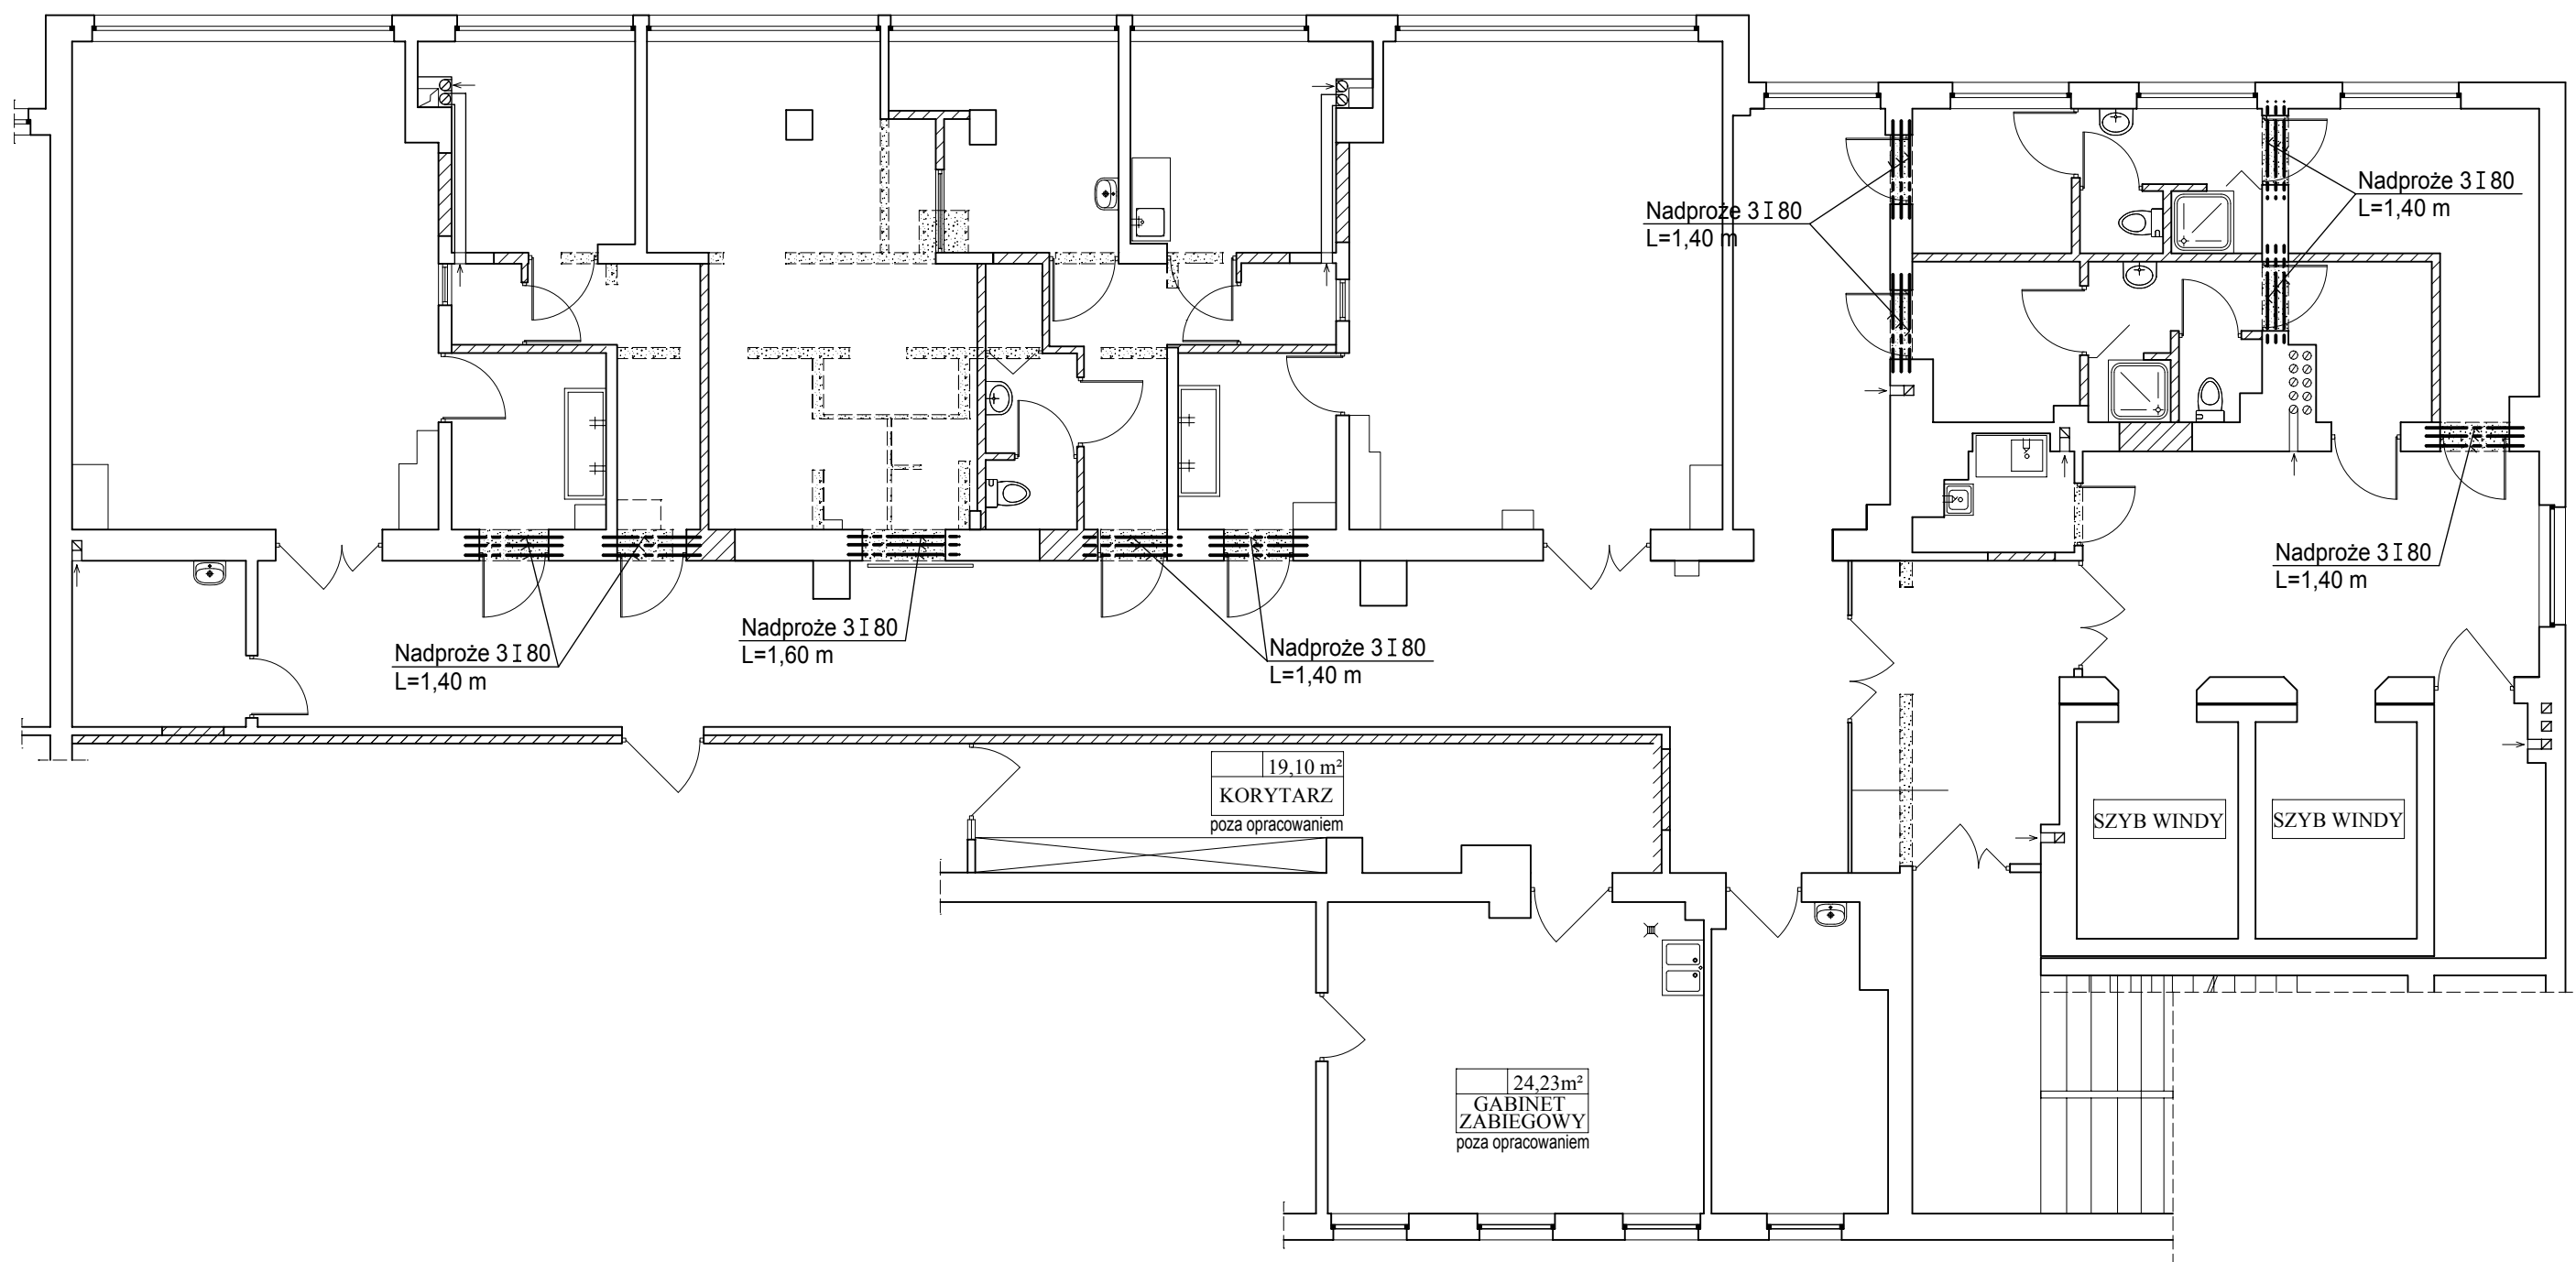 Nadproże 3 I 80
L=1,40 m
Nadproże 3 I 80
L=1,40 m
Nadproże 3 I 80
L=1,40 m
Nadproże 3 I 80
L=1,40 m
Nadproże 3 I 80
L=1,60 m
Nadproże 3 I 80
L=1,40 m
19,10 m²
KORYTARZ
poza opracowaniem
SZYB WINDY
SZYB WINDY
24,23m²
GABINET
ZABIEGOWY
poza opracowaniem